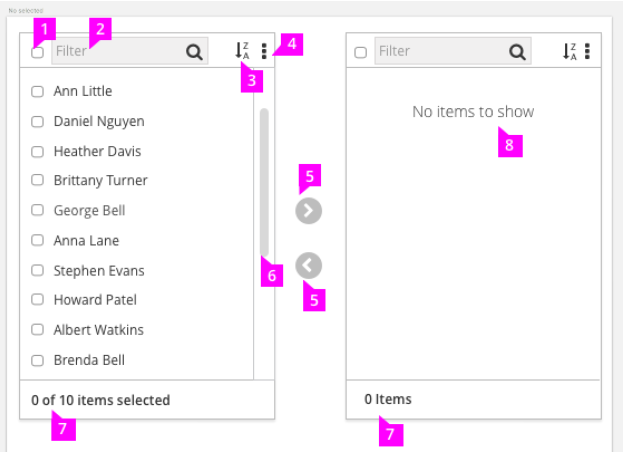 No selected
1
2
Filter
Z
A
4
Filter
Z
A
3
Ann Little
No items to show
Daniel Nguyen
8
Heather Davis
Brittany Turner
5
George Bell
Anna Lane
Stephen Evans
6
Howard Patel
5
Albert Watkins
Brenda Bell
0 of 10 items selected
0 Items
7
7